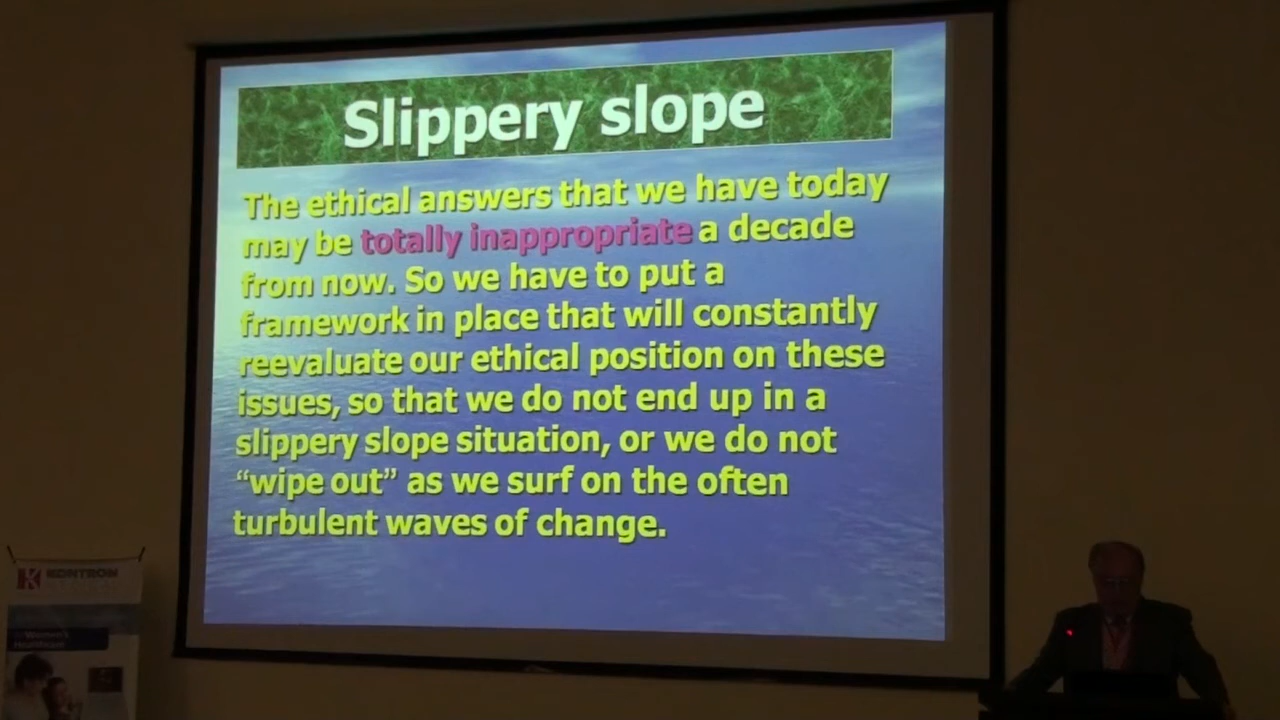 Slippery slope
The ethical answers that we have today
may be totally inappropriate a decade
from now. So we have to put a
framework in place that will constantly
reevaluate our ethical position on these
issues, so that we do not end up in a
slippery slope situation, or we do not
“wipe out” as we surf on the often
turbulent waves of change.
KONTRON
Women's
Healthcare